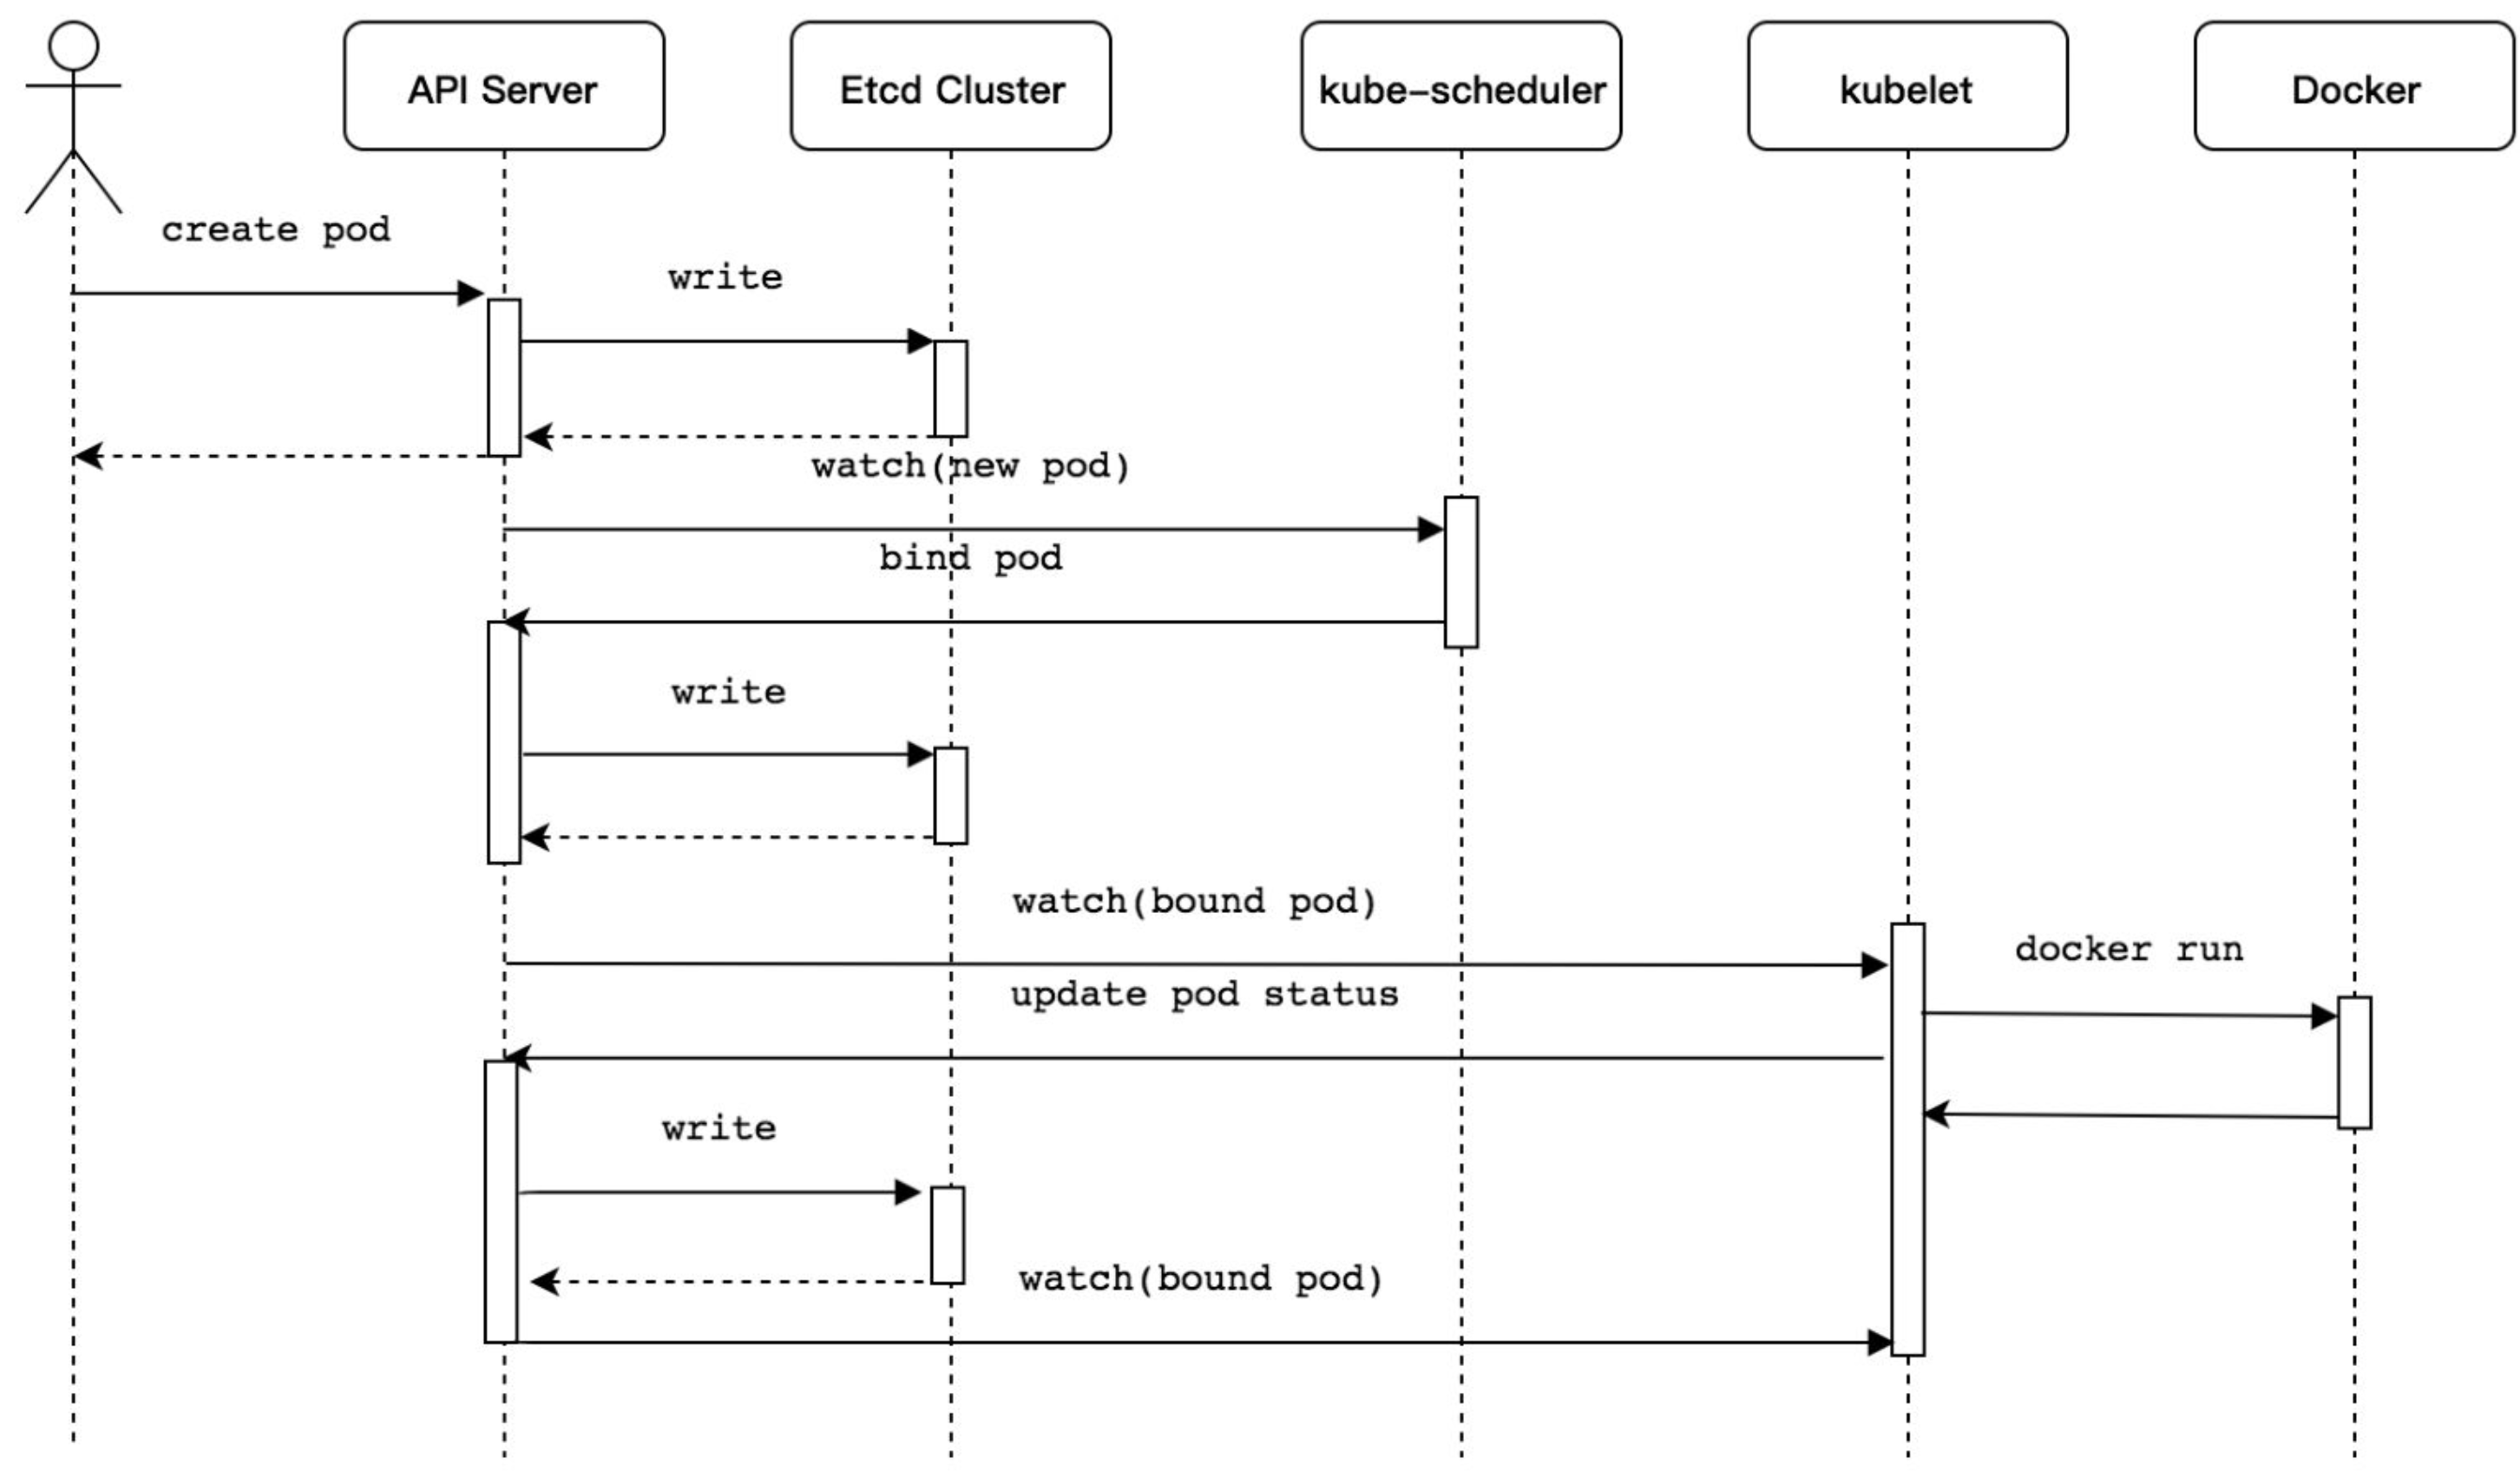 API Server
Etcd Cluster
kube-scheduler
kubelet
Docker
create pod
write
watch(new pod)
bind pod
write
watch(bound pod)
docker run
update pod status
write
watch(bound pod)